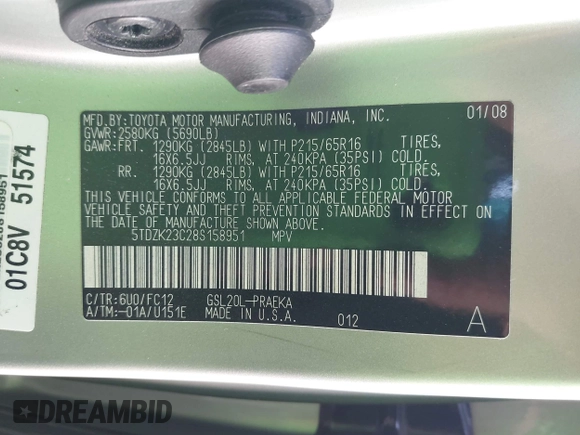 MFD.BY:TOYOTA MOTOR MANUFACTURING, INDIANA, INC. 01/08
GVWR:2580KG (5690LB)
GAWR:FRT. 1290KG (2845LB) WITH P215/65R16 TIRES,
16X6.5JJ RIMS, AT 240KPA (35PSI) COLD.
RR. 1290KG (2845LB) WITH P215/65R16 TIRES,
16X6.5JJ RIMS, AT 240KPA (35PSI) COLD.
THIS VEHICLE CONFORMS TO ALL APPLICABLE FEDERAL MOTOR
VEHICLE SAFETY AND THEFT PREVENTION STANDARDS IN EFFECT ON
THE DATE OF MANUFACTURE SHOWN ABOVE.
5TDZK23C28S158951 MPV
C/TR:6U0/FC12 GSL20L-PRAEKA
A/TM:-01A/U151E MADE IN U.S.A. 012 A
01C8V 51574
DREAMBID